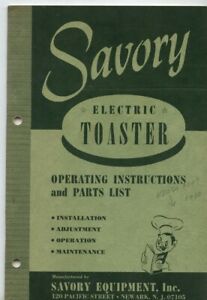 Savory
ELECTRIC
TOASTER
OPERATING INSTRUCTIONS
and PARTS LIST
• INSTALLATION
• ADJUSTMENT
• OPERATION
• MAINTENANCE
Manufactured by
SAVORY EQUIPMENT, Inc.
120 PACIFIC STREET • NEWARK, N. J. 07105